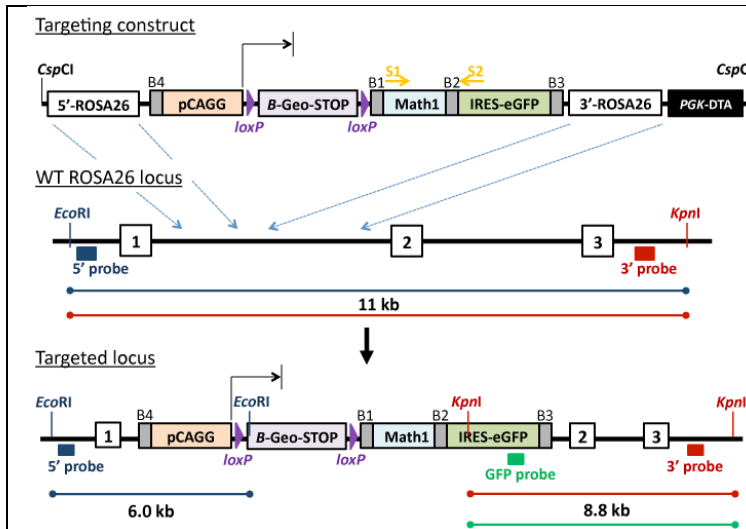 Targeting construct
CspCI
CspC
B4
B1
S1
S2
B2
B3
5'-ROSA26
pCAGG
B-Geo-STOP
Math1
IRES-eGFP
3'-ROSA26
PGK-DTA
loxP
loxP
WT ROSA26 locus
EcoRI
KpnI
1
2
3
5' probe
3' probe
11 kb
Targeted locus
EcoRI
B4
EcoRI
B1
B2
KpnI
B3
KpnI
1
pCAGG
B-Geo-STOP
Math1
IRES-eGFP
2
3
5' probe
loxP
loxP
GFP probe
3' probe
6.0 kb
8.8 kb